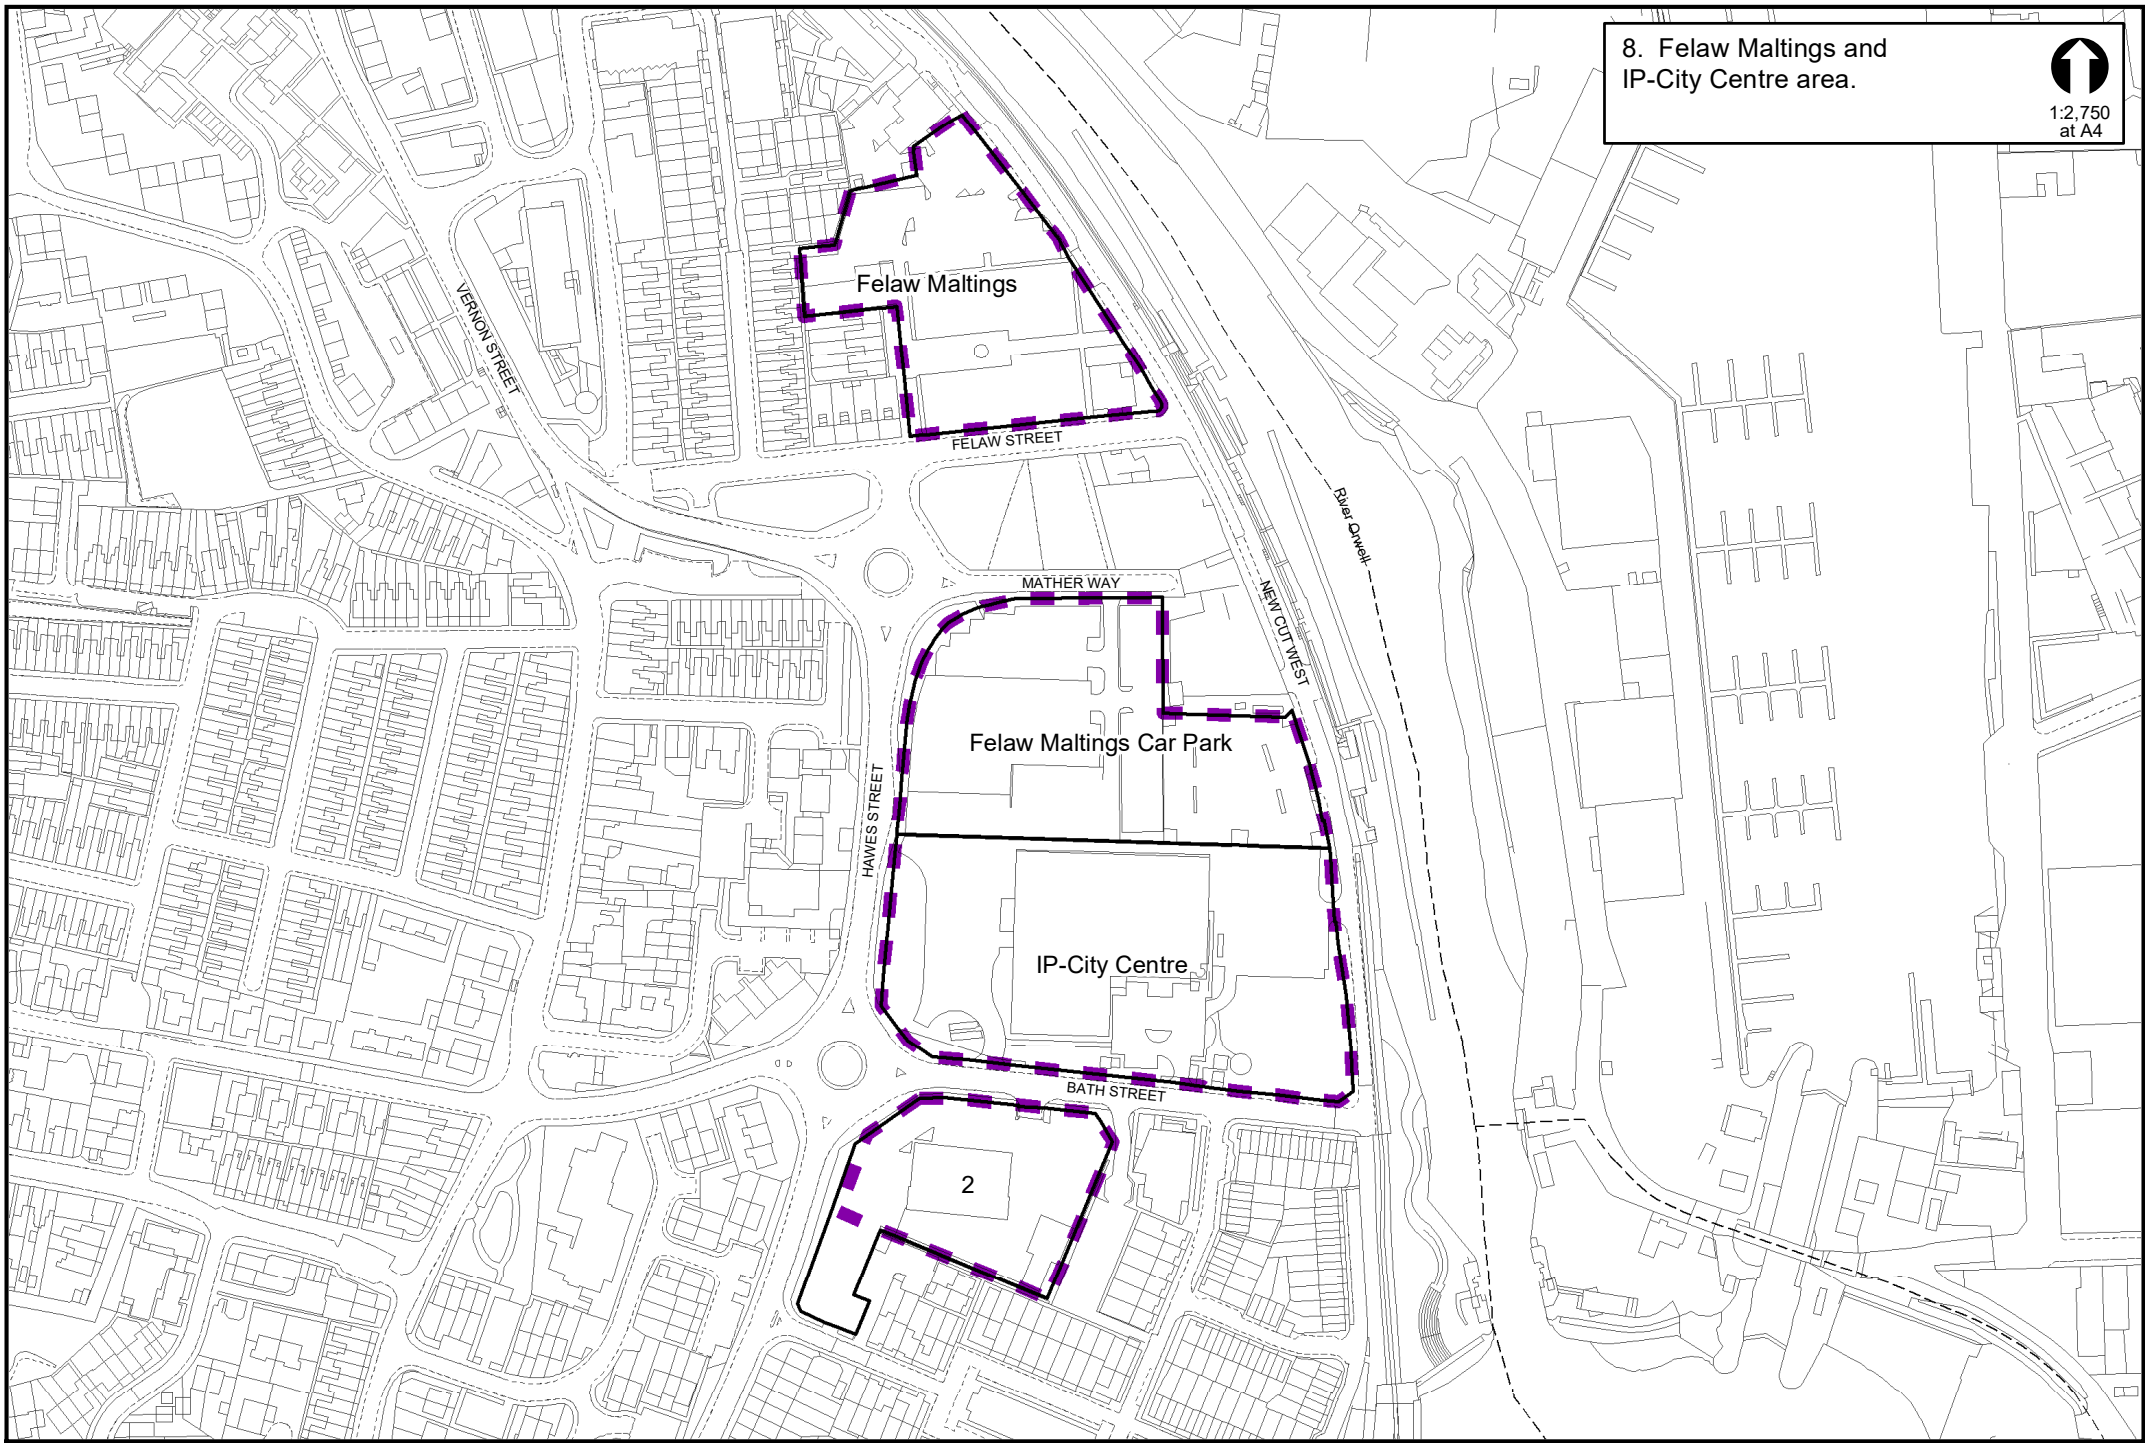 8. Felaw Maltings and
IP-City Centre area.
1:2,750
at A4
Felaw Maltings
VERNON STREET
FELAW STREET
River Orwell
MATHER WAY
NEW CUT WEST
Felaw Maltings Car Park
HAWES STREET
IP-City Centre
BATH STREET
2